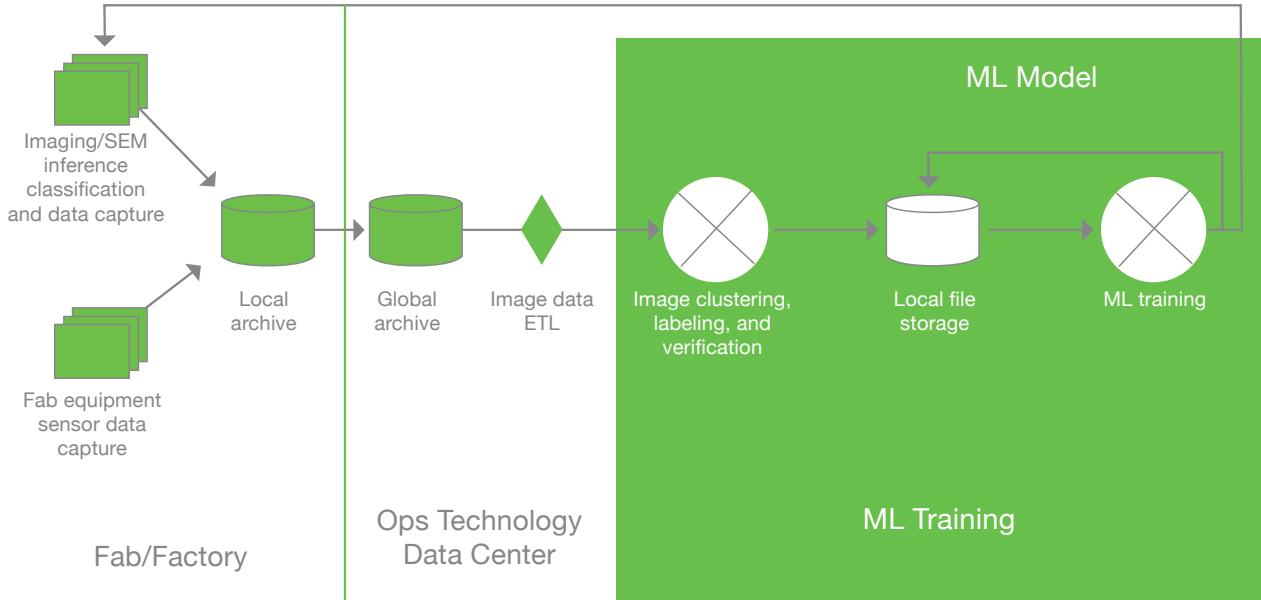 ML Model
Imaging/SEM
inference
classification
and data capture
Local
archive
Global
archive
Image data
ETL
Image clustering,
labeling, and
verification
Local file
storage
ML training
Fab equipment
sensor data
capture
Fab/Factory
Ops Technology
Data Center
ML Training